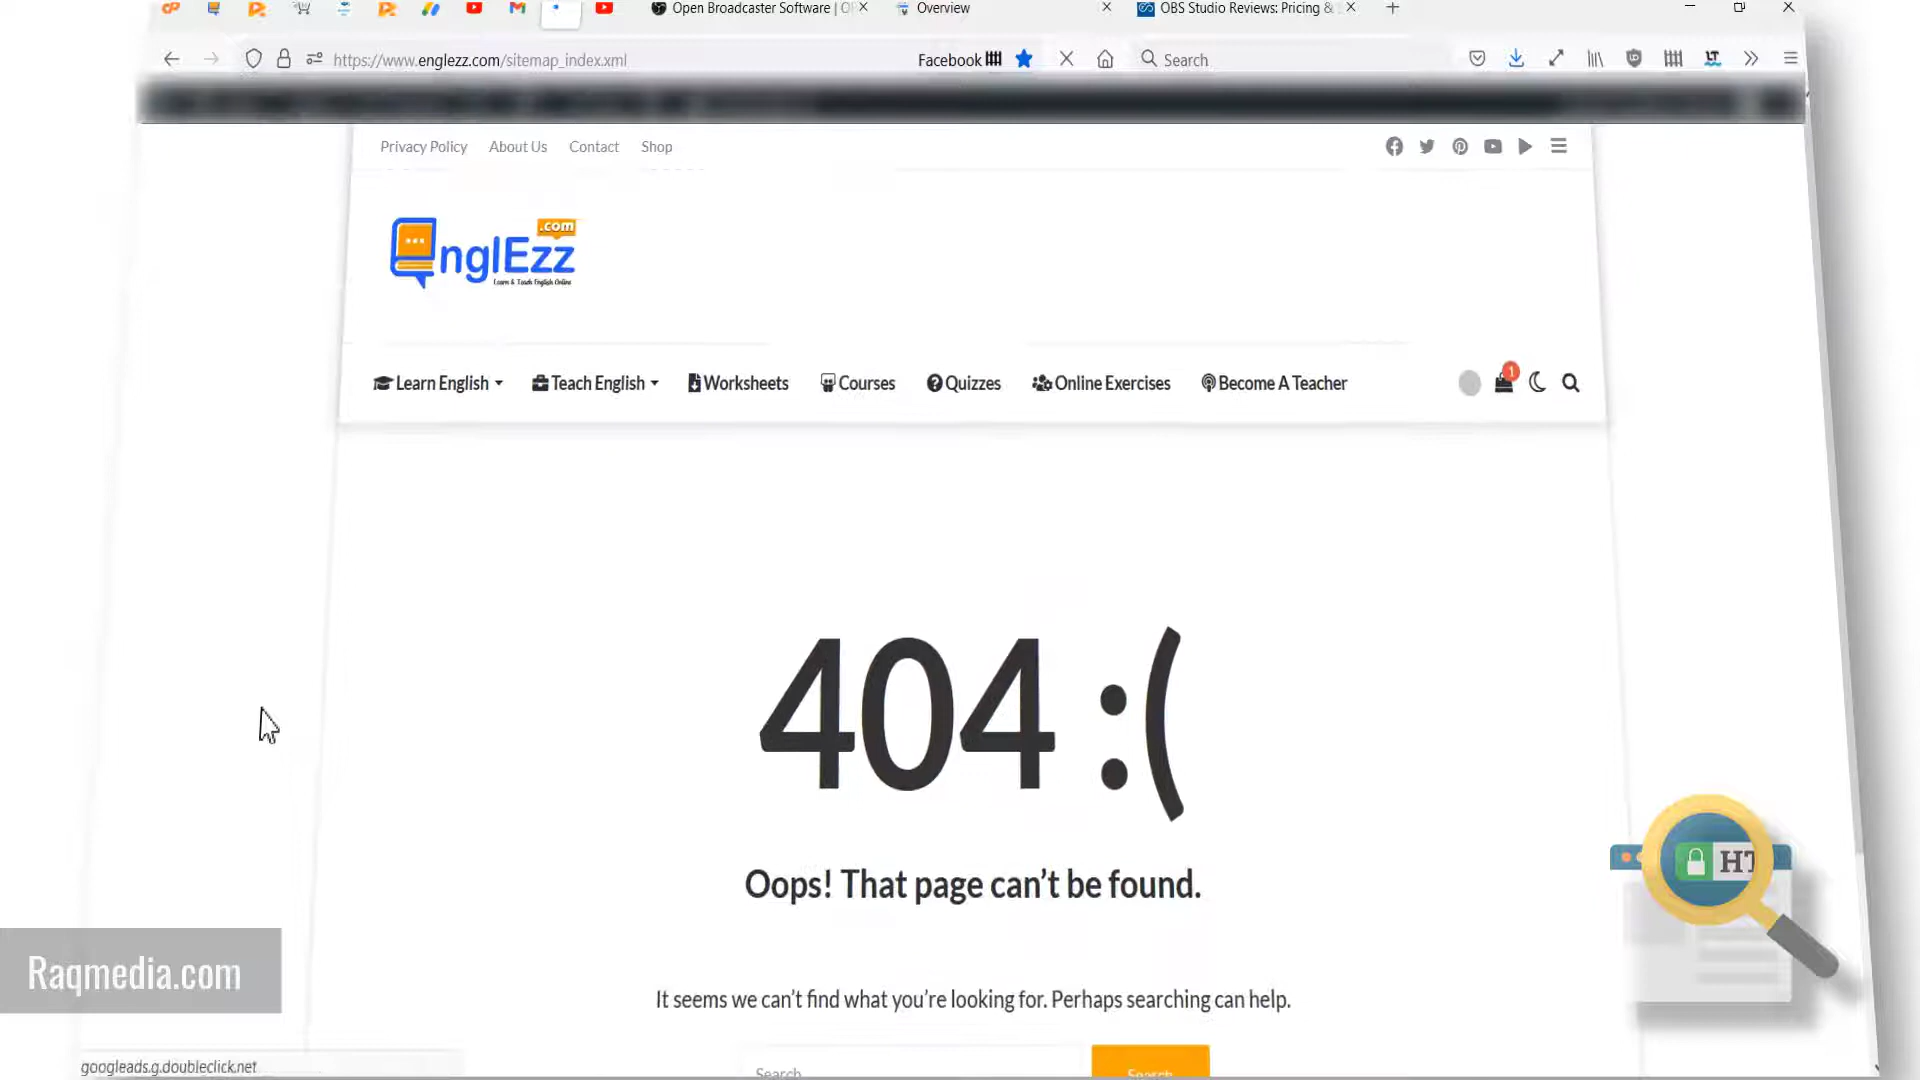 Open Broadcaster Software | O
Overview
OBS Studio Reviews: Pricing &
https://www.englezz.com/sitemap_index.xml
Facebook
Search
Privacy Policy
About Us
Contact
Shop
.com
nglEzz
Learn & Teach English Online
Learn English
Teach English
Worksheets
Courses
Quizzes
Online Exercises
Become A Teacher
1
404 :(
Oops! That page can't be found.
HT
Raqmedia.com
It seems we can't find what you're looking for. Perhaps searching can help.
googleads.g.doubleclick.net
Search
Search